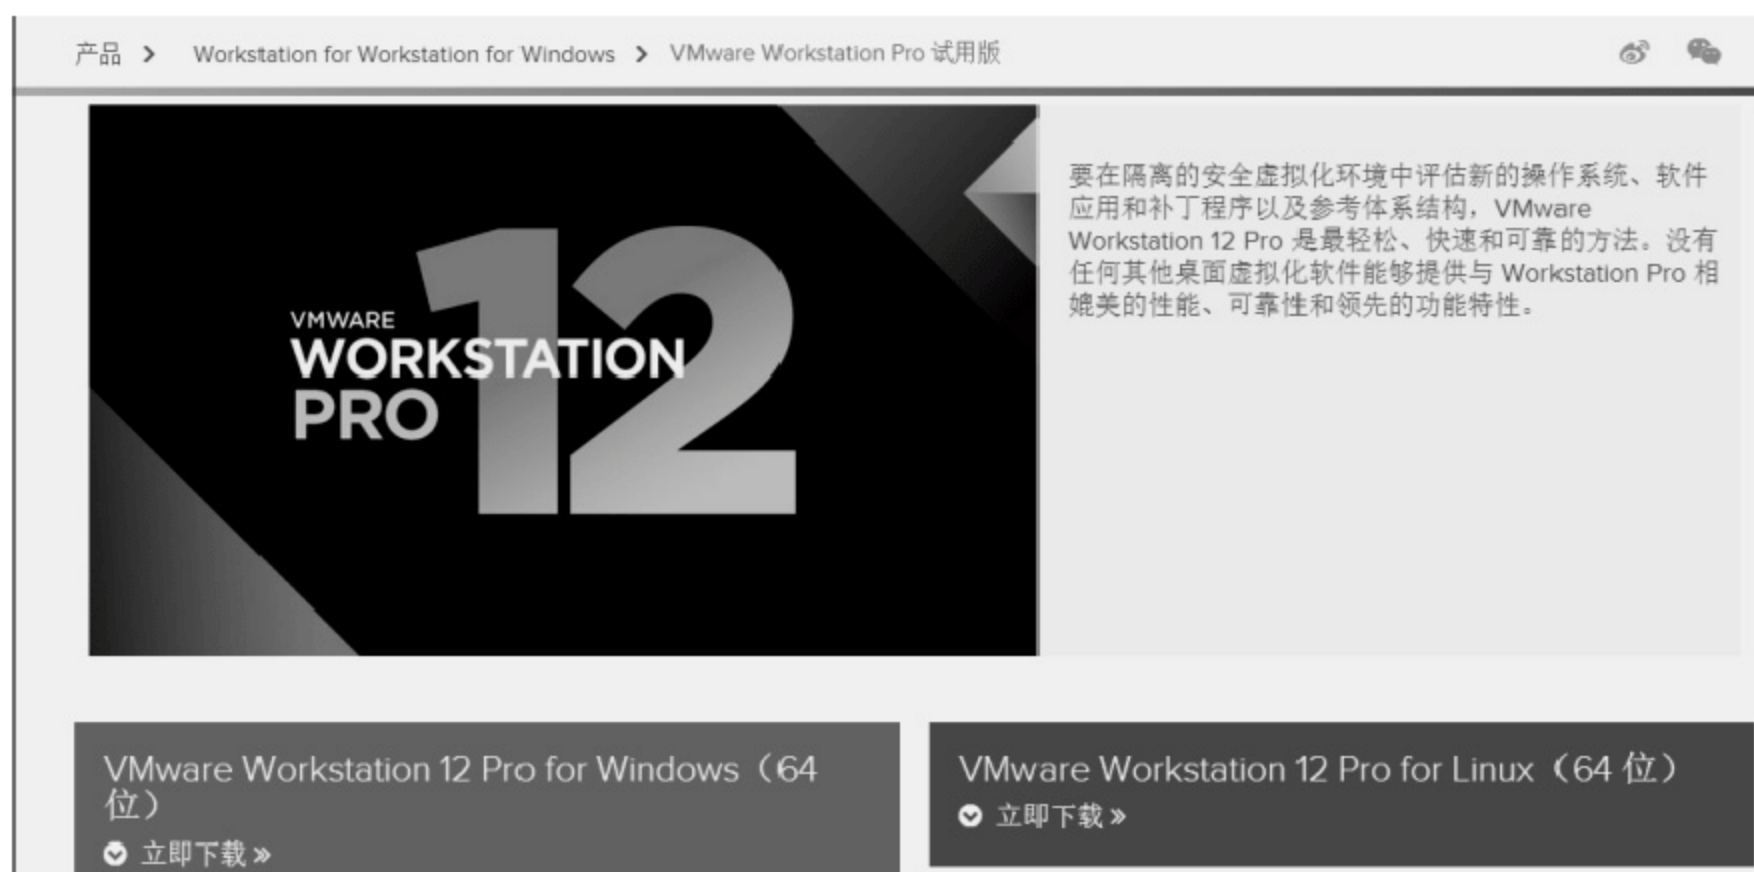 产品 > Workstation for Workstation for Windows > VMware Workstation Pro 试用版
VMWARE
WORKSTATION
PRO
12
要在隔离的安全虚拟化环境中评估新的操作系统、软件
应用和补丁程序以及参考体系结构，VMware
Workstation 12 Pro 是最轻松、快速和可靠的方法。没有
任何其他桌面虚拟化软件能够提供与 Workstation Pro 相
媲美的性能、可靠性和领先的功能特性。
VMware Workstation 12 Pro for Windows（64
位）
立即下载 »
VMware Workstation 12 Pro for Linux（64 位）
立即下载 »